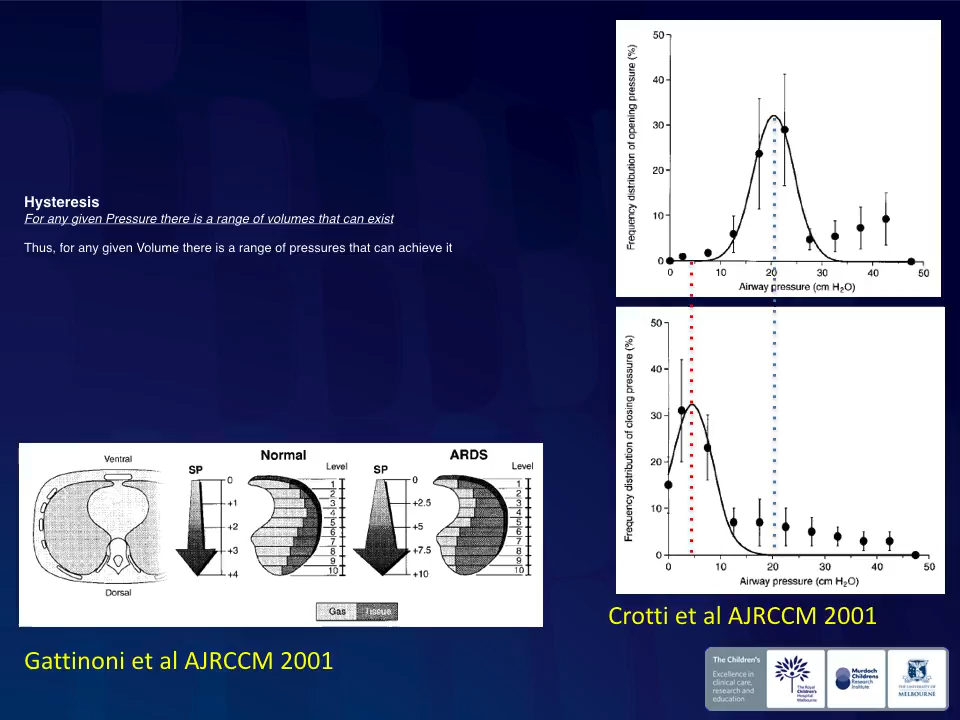 Hysteresis
For any given Pressure there is a range of volumes that can exist
Thus, for any given Volume there is a range of pressures that can achieve it
Frequency distribution of opening pressure (%)
50
40
30
20
10
0
0 10 20 30 40 50
Airway pressure (cm H2O)
Frequency distribution of closing pressure (%)
50
40
30
20
10
0
0 10 20 30 40 50
Airway pressure (cm H2O)
Crotti et al AJRCCM 2001
Ventral
Dorsal
Normal
SP
Level
0
+1
+2
+3
+4
1
2
3
4
5
6
7
8
9
10
ARDS
SP
Level
0
+2.5
+5
+7.5
+10
1
2
3
4
5
6
7
8
9
10
Gas
Tissue
Gattinoni et al AJRCCM 2001
The Children's
Excellence in
clinical care,
research and
education
The Royal
Children's
Hospital
Melbourne
Murdoch
Childrens
Research
Institute
THE UNIVERSITY OF
MELBOURNE